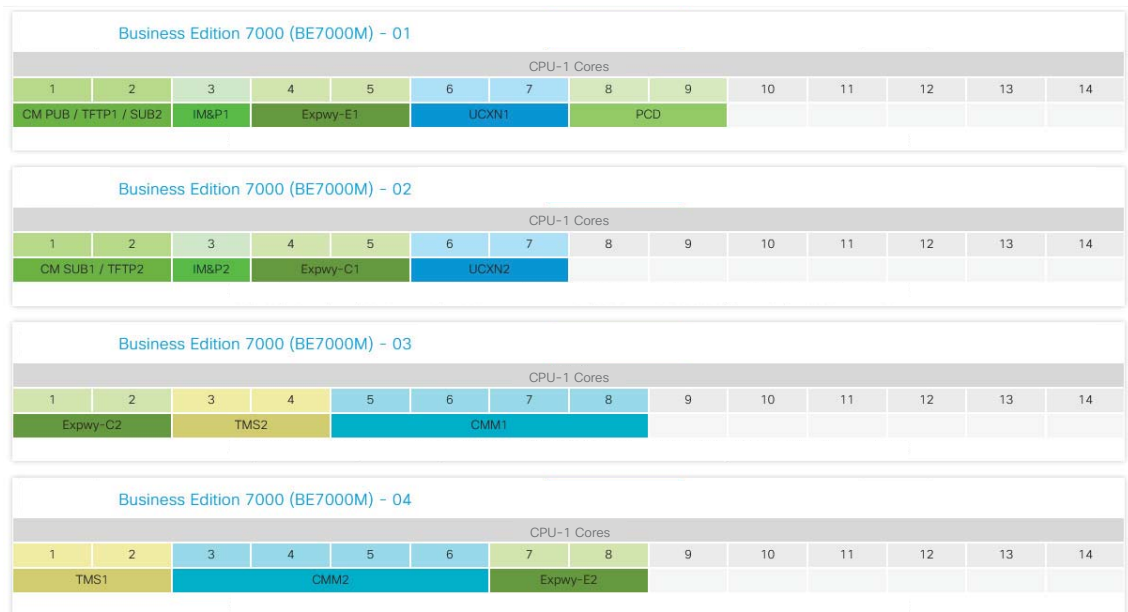 Business Edition 7000 (BE7000M) - 01
CPU-1 Cores
1 2 3 4 5 6 7 8 9 10 11 12 13 14
CM PUB / TFTP1 / SUB2 IM&P1 Expwy-E1 UCXN1 PCD
Business Edition 7000 (BE7000M) - 02
CPU-1 Cores
1 2 3 4 5 6 7 8 9 10 11 12 13 14
CM SUB1 / TFTP2 IM&P2 Expwy-C1 UCXN2
Business Edition 7000 (BE7000M) - 03
CPU-1 Cores
1 2 3 4 5 6 7 8 9 10 11 12 13 14
Expwy-C2 TMS2 CMM1
Business Edition 7000 (BE7000M) - 04
CPU-1 Cores
1 2 3 4 5 6 7 8 9 10 11 12 13 14
TMS1 CMM2 Expwy-E2